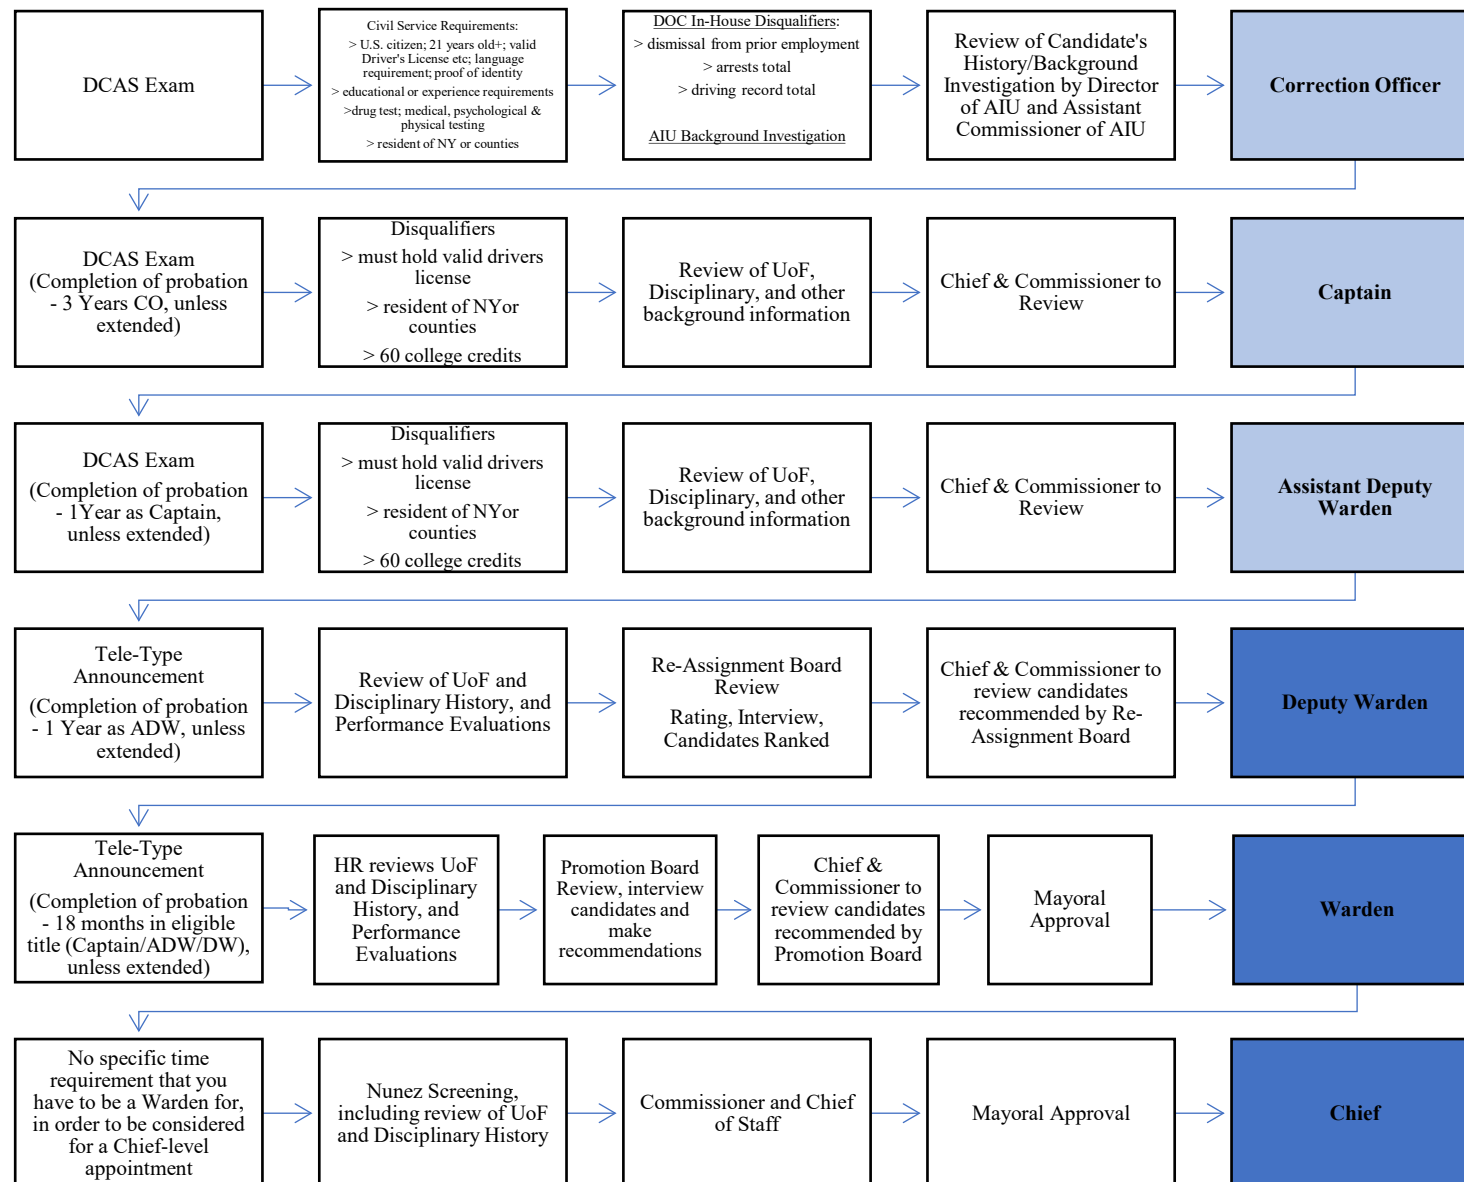 DCAS Exam
Civil Service Requirements:
> U.S. citizen; 21 years old+; valid
Driver's License etc; language
requirement; proof of identity
> educational or experience requirements
>drug test; medical, psychological &
physical testing
> resident of NY or counties
DOC In-House Disqualifiers:
> dismissal from prior employment
> arrests total
> driving record total
AIU Background Investigation
Review of Candidate's
History/Background
Investigation by Director
of AIU and Assistant
Commissioner of AIU
Correction Officer
DCAS Exam
(Completion of probation
- 3 Years CO, unless
extended)
Disqualifiers
> must hold valid drivers
license
> resident of NYor
counties
> 60 college credits
Review of UoF,
Disciplinary, and other
background information
Chief & Commissioner to
Review
Captain
DCAS Exam
(Completion of probation
- 1Year as Captain,
unless extended)
Disqualifiers
> must hold valid drivers
license
> resident of NYor
counties
> 60 college credits
Review of UoF,
Disciplinary, and other
background information
Chief & Commissioner to
Review
Assistant Deputy
Warden
Tele-Type
Announcement
(Completion of probation
- 1 Year as ADW, unless
extended)
Review of UoF and
Disciplinary History, and
Performance Evaluations
Re-Assignment Board
Review
Rating, Interview,
Candidates Ranked
Chief & Commissioner to
review candidates
recommended by Re-
Assignment Board
Deputy Warden
Tele-Type
Announcement
(Completion of probation
- 18 months in eligible
title (Captain/ADW/DW),
unless extended)
HR reviews UoF
and Disciplinary
History, and
Performance
Evaluations
Promotion Board
Review, interview
candidates and
make
recommendations
Chief &
Commissioner to
review candidates
recommended by
Promotion Board
Mayoral
Approval
Warden
No specific time
requirement that you
have to be a Warden for,
in order to be considered
for a Chief-level
appointment
Nunez Screening,
including review of UoF
and Disciplinary History
Commissioner and Chief
of Staff
Mayoral Approval
Chief